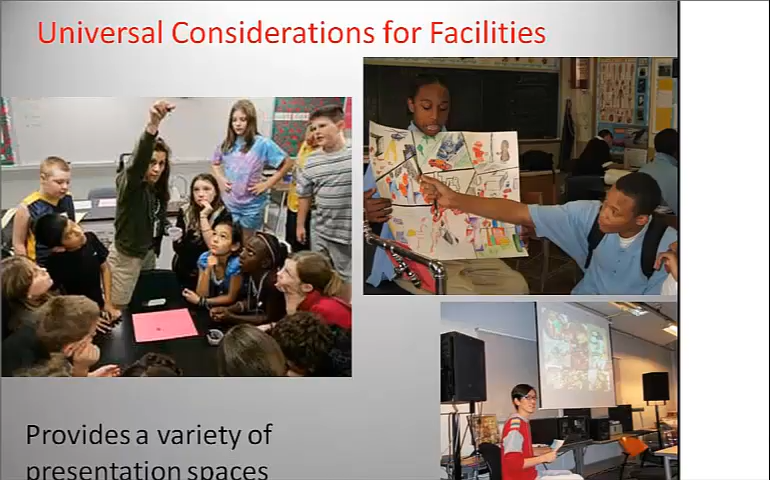 Universal Considerations for Facilities
Provides a variety of
presentation spaces